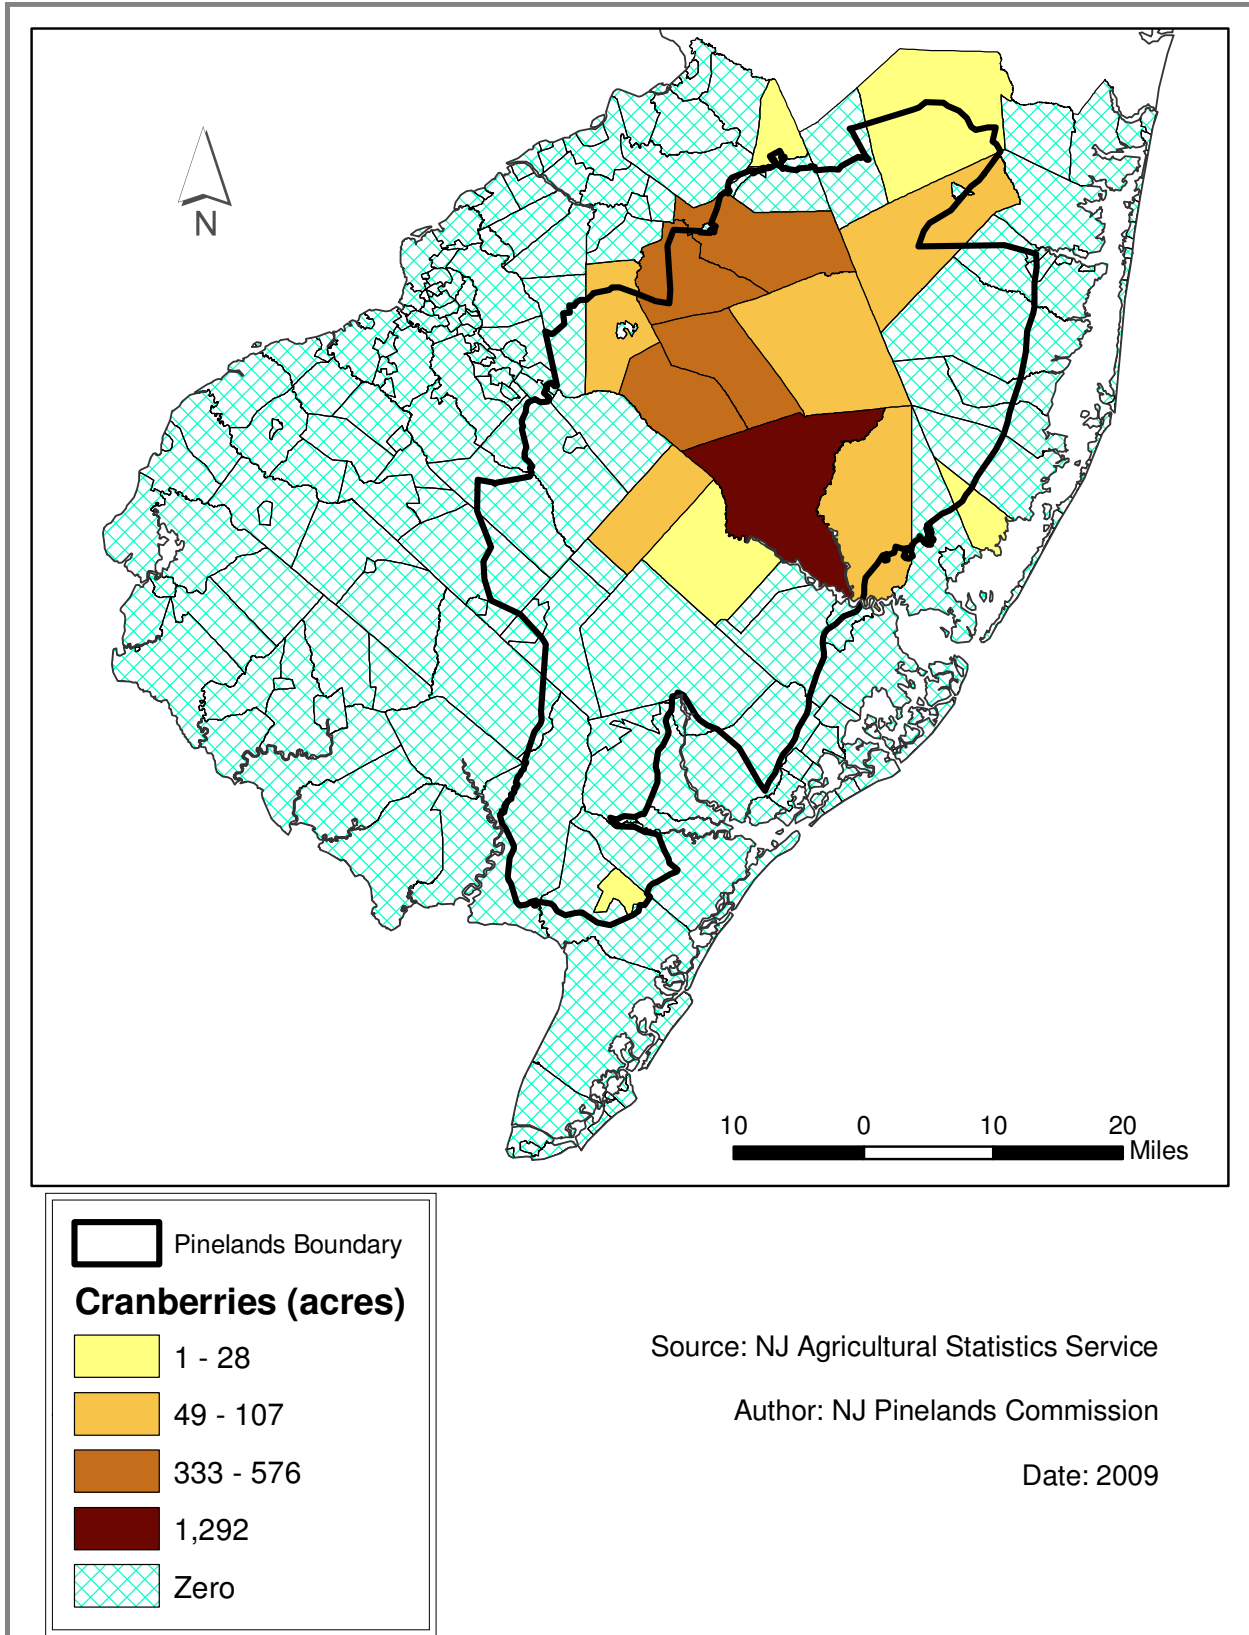 N
10 0 10 20
Miles
Pinelands Boundary
Cranberries (acres)
1 - 28
49 - 107
333 - 576
1,292
Zero
Source: NJ Agricultural Statistics Service
Author: NJ Pinelands Commission
Date: 2009